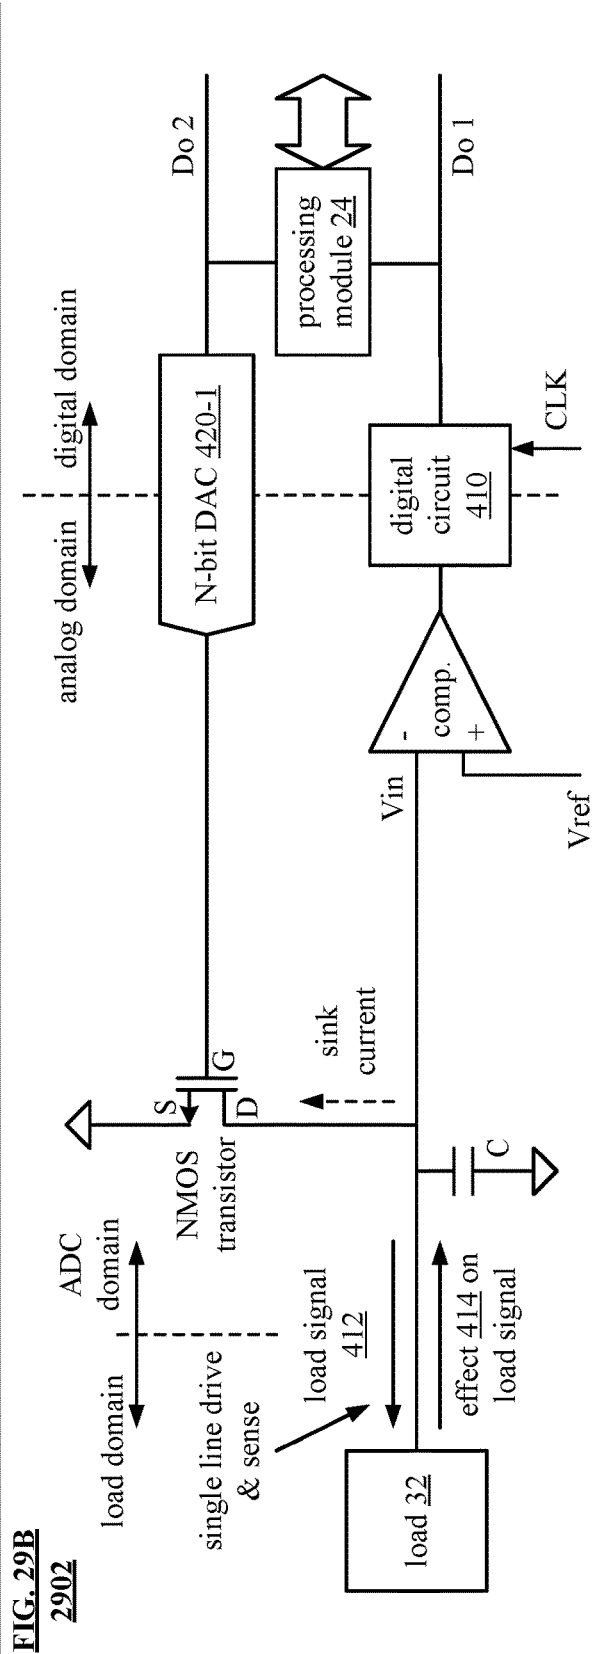 FIG. 29B
2902
load domain
ADC
domain
analog domain
digital domain
single line drive
& sense
NMOS
transistor
S
D
G
N-bit DAC 420-1
Do 2
load signal
412
sink
current
processing
module 24
load 32
effect 414 on
load signal
C
Vin
Vref
-
+
comp.
digital
circuit
410
CLK
Do 1